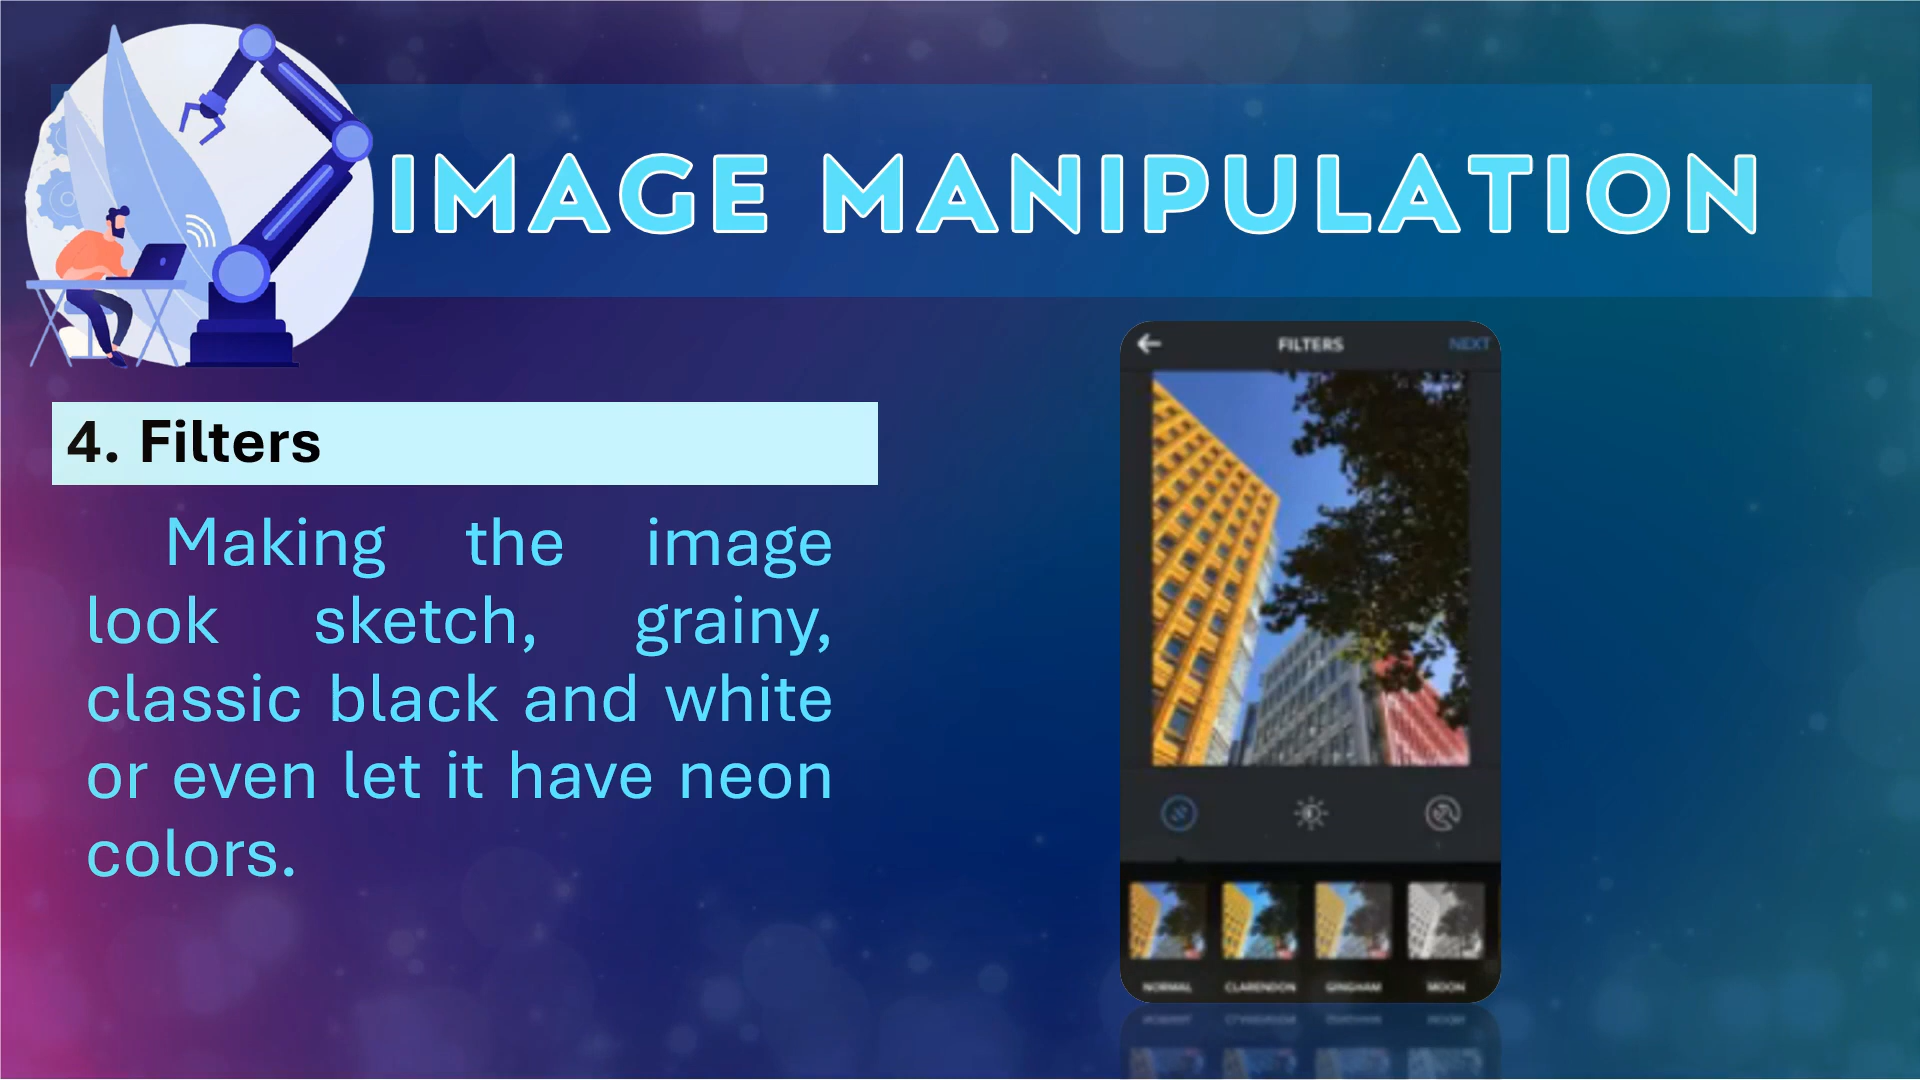 IMAGE MANIPULATION
4. Filters
Making the image
look sketch, grainy,
classic black and white
or even let it have neon
colors.
FILTERS NEXT
NORMAL CLARENDON GINGHAM MOON